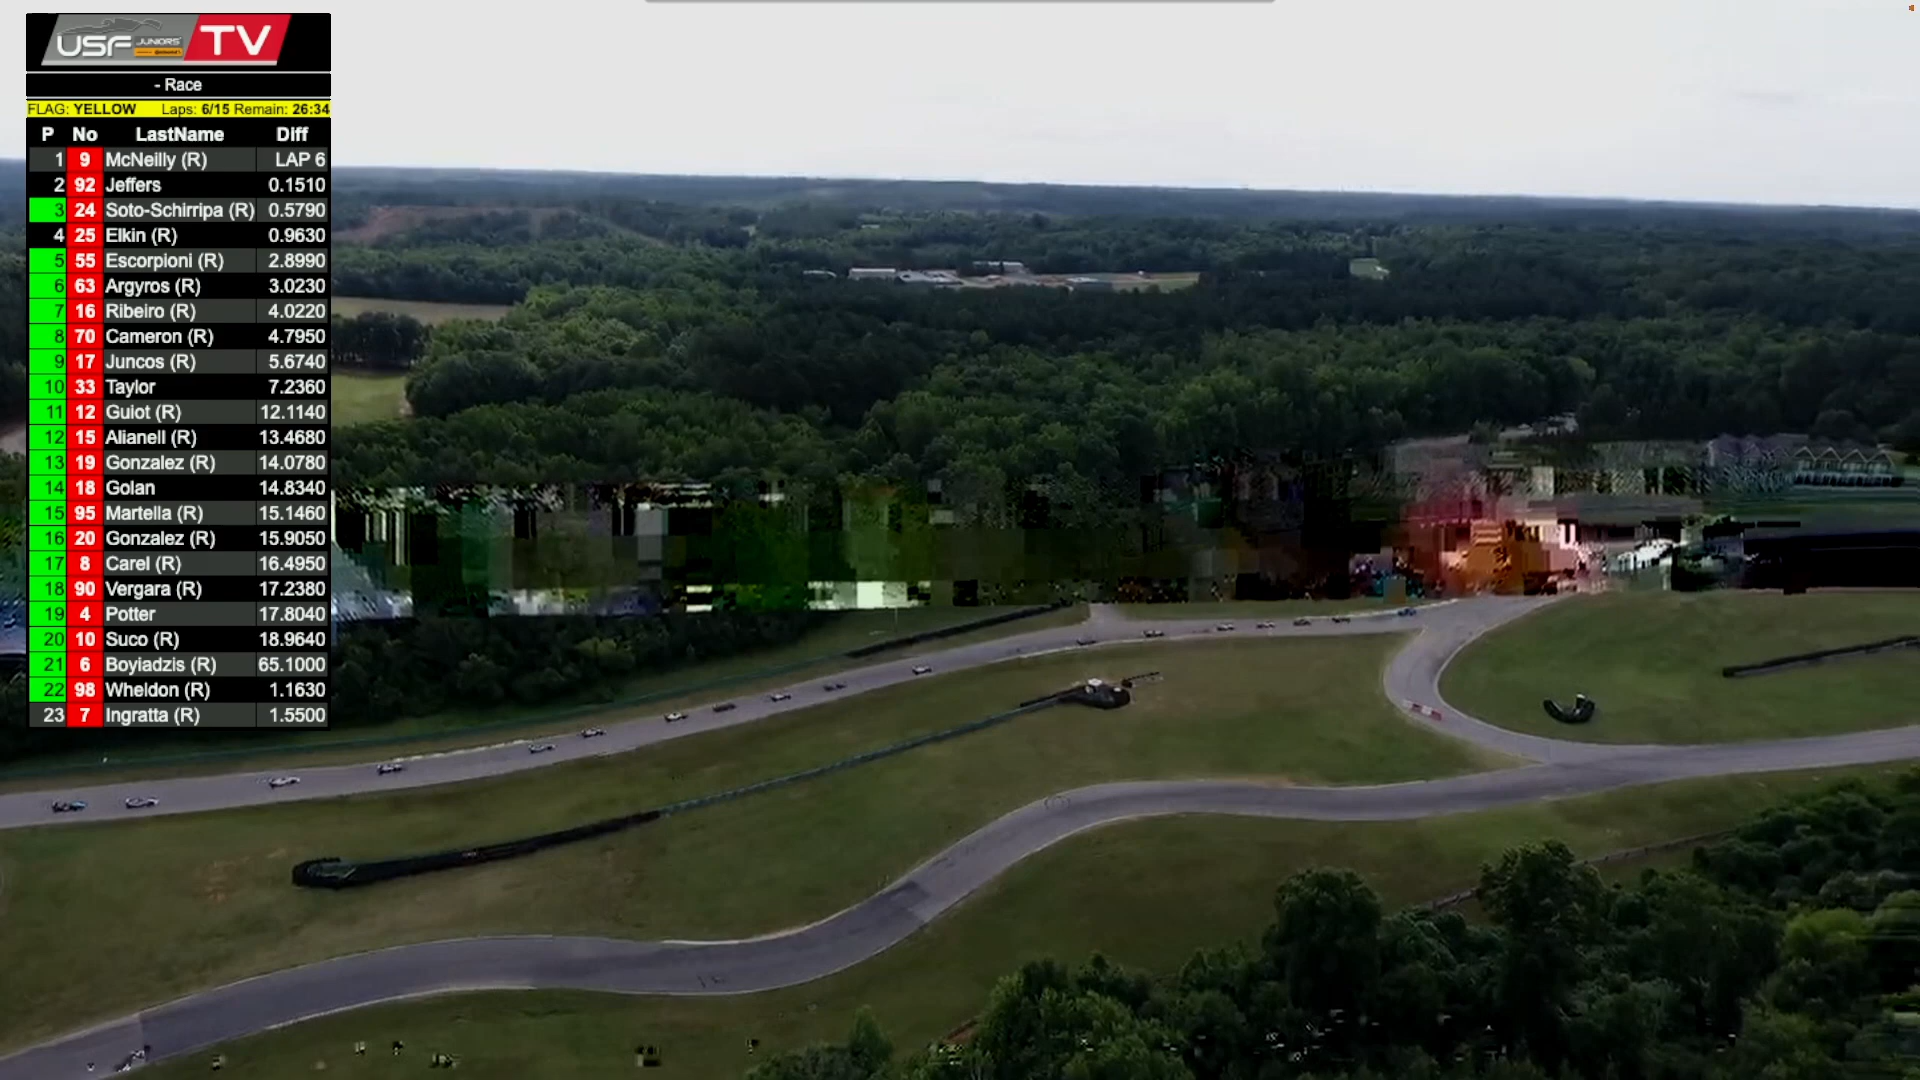 USF JUNIORS TV
- Race
FLAG: YELLOW Laps: 6/15 Remain: 26:34
P No LastName Diff
1 9 McNeilly (R) LAP 6
2 92 Jeffers 0.1510
3 24 Soto-Schirripa (R) 0.5790
4 25 Elkin (R) 0.9630
5 55 Escorpioni (R) 2.8990
6 63 Argyros (R) 3.0230
7 16 Ribeiro (R) 4.0220
8 70 Cameron (R) 4.7950
9 17 Juncos (R) 5.6740
10 33 Taylor 7.2360
11 12 Guiot (R) 12.1140
12 15 Alianell (R) 13.4680
13 19 Gonzalez (R) 14.0780
14 18 Golan 14.8340
15 95 Martella (R) 15.1460
16 20 Gonzalez (R) 15.9050
17 8 Carel (R) 16.4950
18 90 Vergara (R) 17.2380
19 4 Potter 17.8040
20 10 Suco (R) 18.9640
21 6 Boyiadzis (R) 65.1000
22 98 Wheldon (R) 1.1630
23 7 Ingratta (R) 1.5500